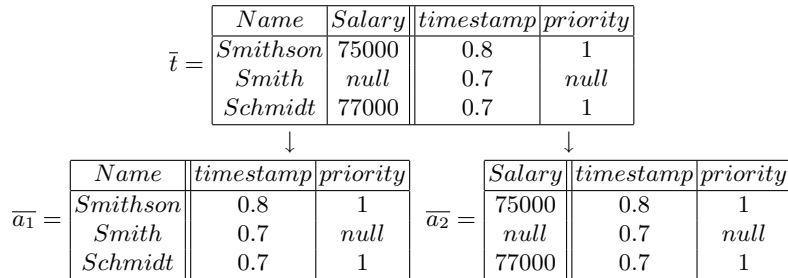 Name Salary timestamp priority
Smithson 75000 0.8 1
t̄ = Smith null 0.7 null
Schmidt 77000 0.7 1
↓ ↓
Name timestamp priority Salary timestamp priority
Smithson 0.8 1 75000 0.8 1
a̅₁̅ = Smith 0.7 null a̅₂̅ = null 0.7 null
Schmidt 0.7 1 77000 0.7 1